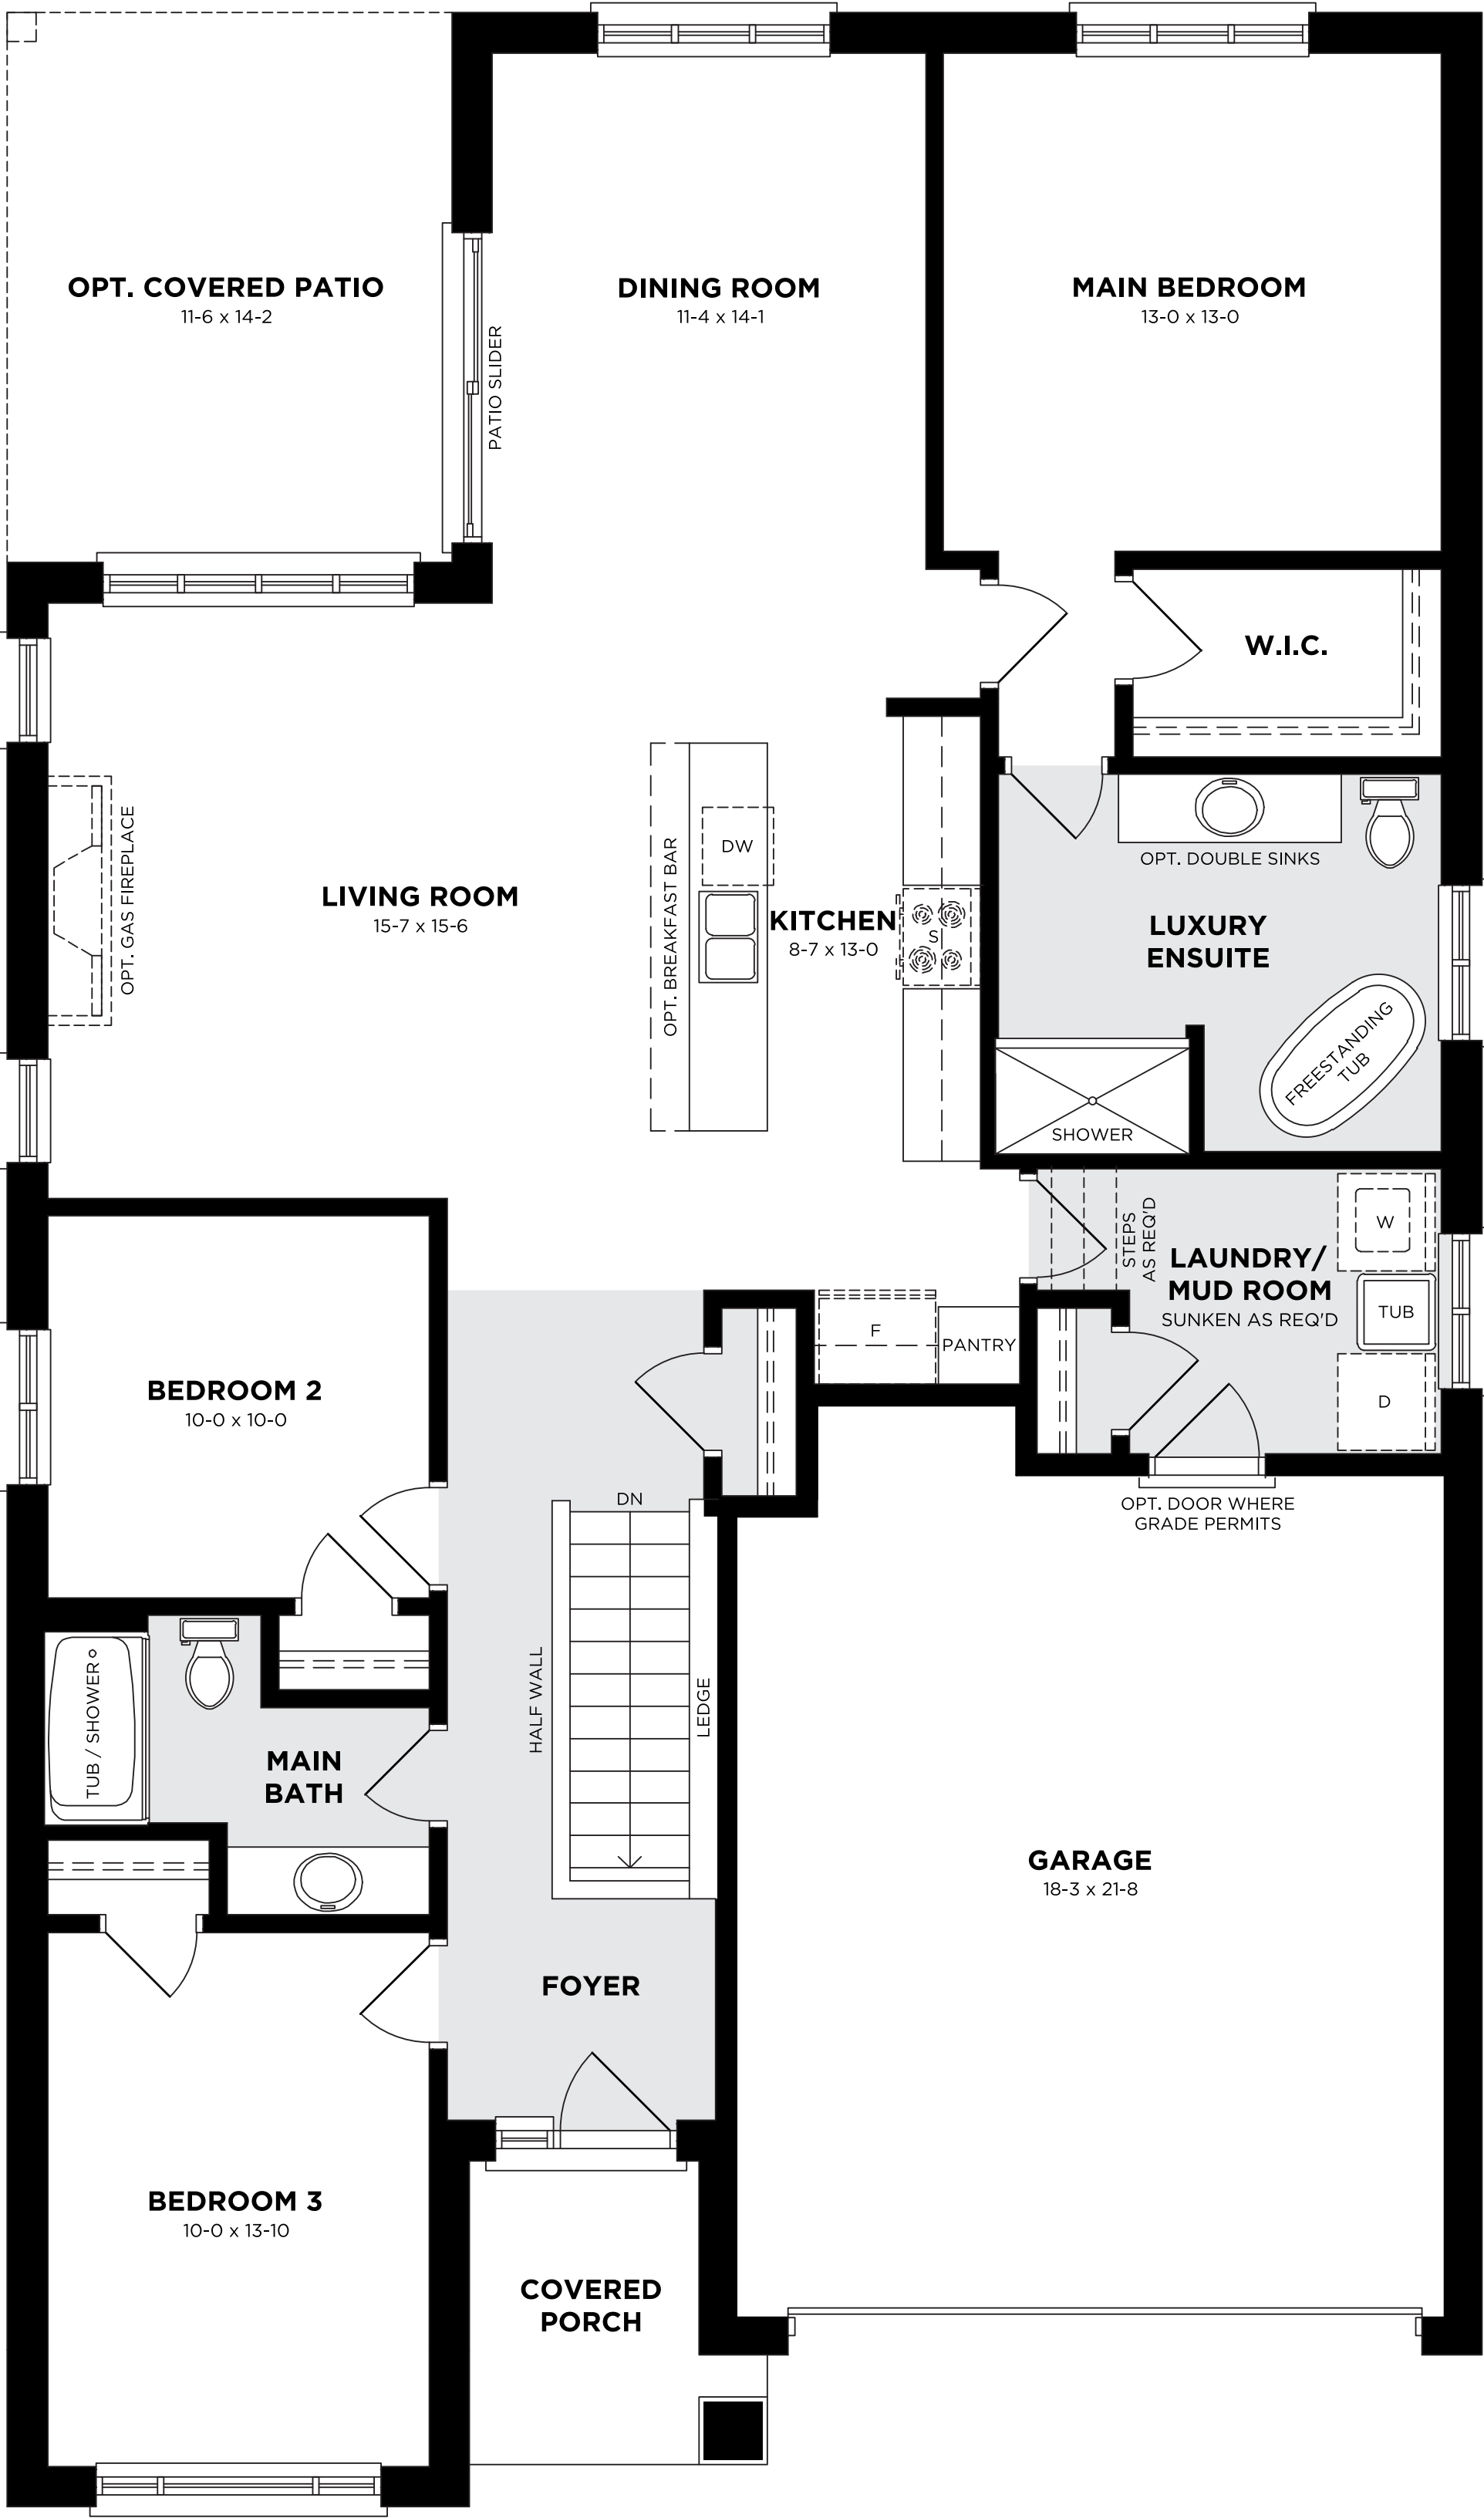 OPT. COVERED PATIO
11-6 x 14-2
PATIO SLIDER
DINING ROOM
11-4 x 14-1
MAIN BEDROOM
13-0 x 13-0
W.I.C.
OPT. GAS FIREPLACE
LIVING ROOM
15-7 x 15-6
OPT. BREAKFAST BAR
DW
KITCHEN
8-7 x 13-0
S
OPT. DOUBLE SINKS
LUXURY
ENSUITE
FREESTANDING
TUB
SHOWER
STEPS
AS REQ'D
LAUNDRY/
MUD ROOM
SUNKEN AS REQ'D
W
TUB
D
F
PANTRY
OPT. DOOR WHERE
GRADE PERMITS
BEDROOM 2
10-0 x 10-0
DN
HALF WALL
LEDGE
TUB / SHOWER
MAIN
BATH
GARAGE
18-3 x 21-8
FOYER
BEDROOM 3
10-0 x 13-10
COVERED
PORCH